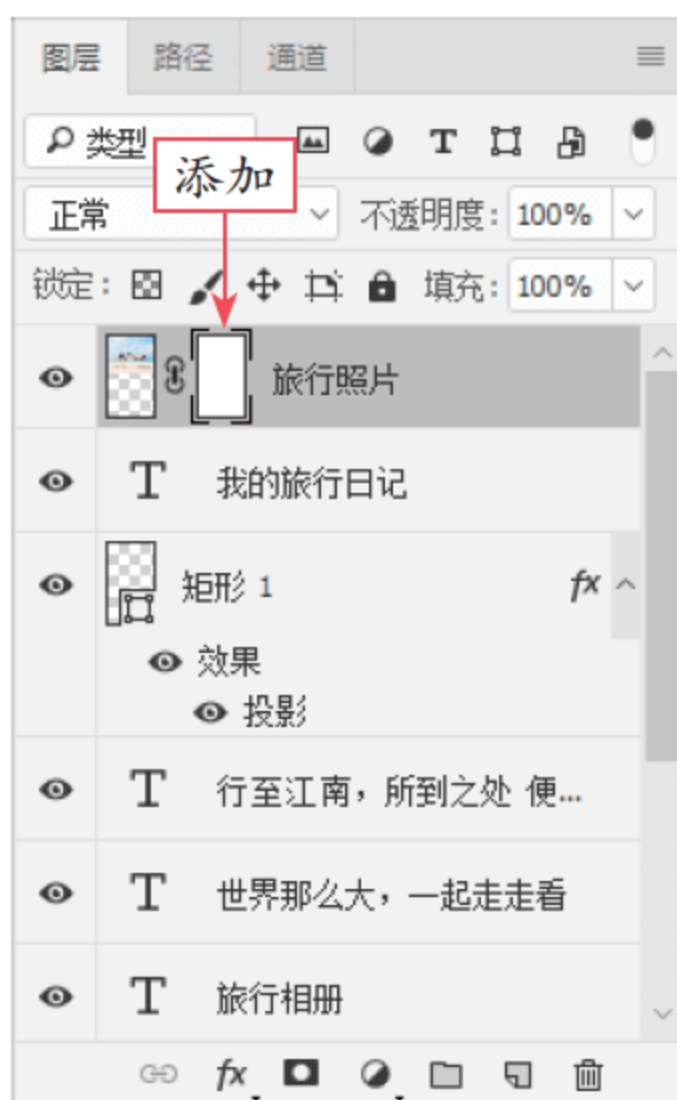 图层 路径 通道
类型
添加
正常 不透明度: 100%
锁定: 填充: 100%
旅行照片
T 我的旅行日记
矩形 1 fx
效果
投影
T 行至江南，所到之处 便...
T 世界那么大，一起走走看
T 旅行相册
fx